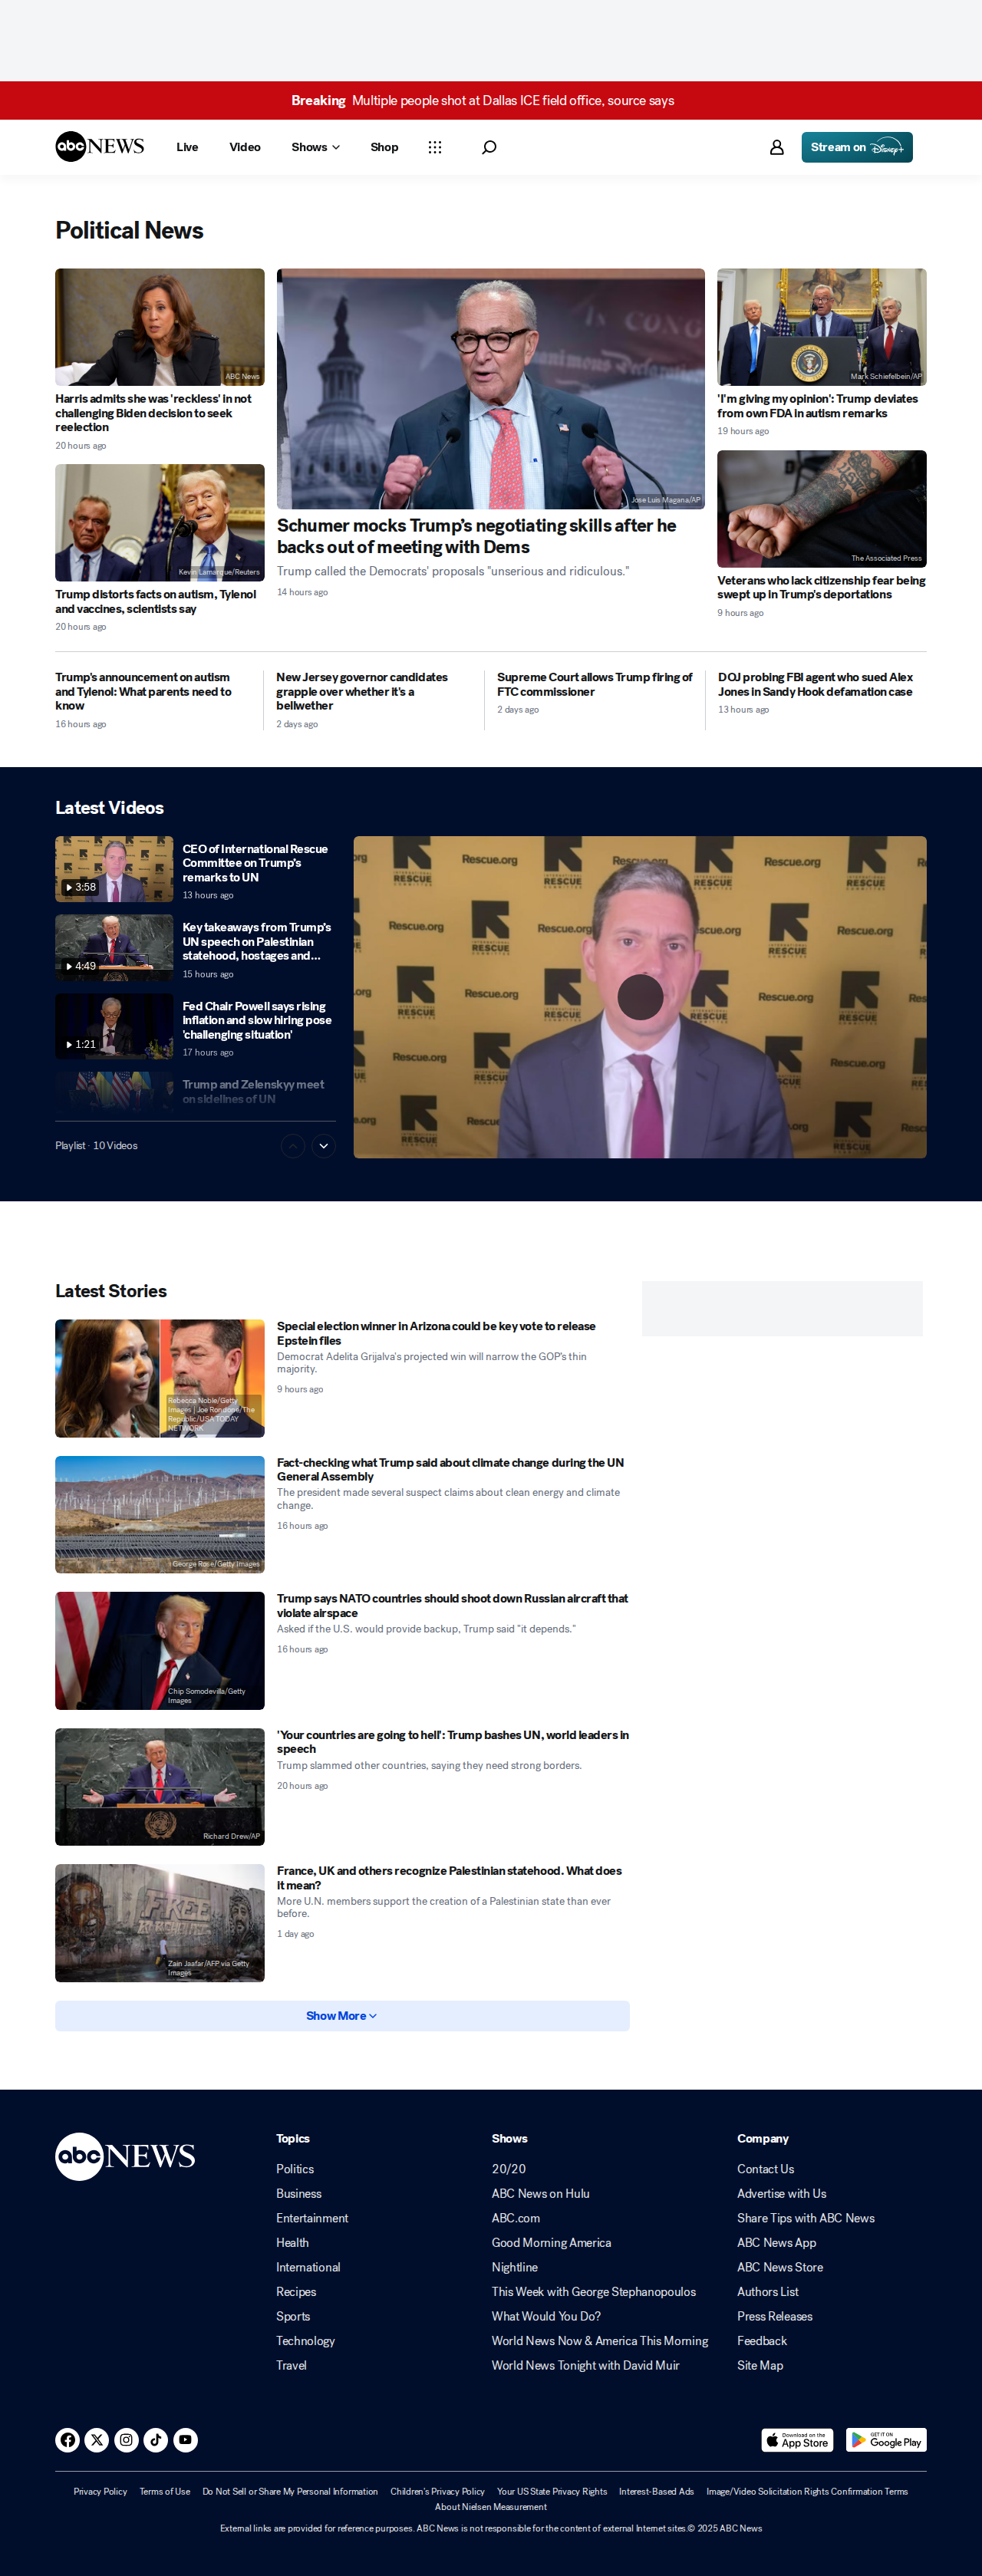 Breaking Multiple people shot at Dallas ICE field office, source says
abc NEWS
Live
Video
Shows
Shop
Stream on Disney+
Political News
ABC News
Harris admits she was 'reckless' in not
challenging Biden decision to seek
reelection
20 hours ago
Kevin Lamarque/Reuters
Trump distorts facts on autism, Tylenol
and vaccines, scientists say
20 hours ago
Jose Luis Magana/AP
Schumer mocks Trump's negotiating skills after he
backs out of meeting with Dems
Trump called the Democrats' proposals "unserious and ridiculous."
14 hours ago
Mark Schiefelbein/AP
'I'm giving my opinion': Trump deviates
from own FDA in autism remarks
19 hours ago
The Associated Press
Veterans who lack citizenship fear being
swept up in Trump's deportations
9 hours ago
Trump's announcement on autism
and Tylenol: What parents need to
know
16 hours ago
New Jersey governor candidates
grapple over whether it's a
bellwether
2 days ago
Supreme Court allows Trump firing of
FTC commissioner
2 days ago
DOJ probing FBI agent who sued Alex
Jones in Sandy Hook defamation case
13 hours ago
Latest Videos
3:58
CEO of International Rescue
Committee on Trump's
remarks to UN
13 hours ago
4:49
Key takeaways from Trump's
UN speech on Palestinian
statehood, hostages and...
15 hours ago
1:21
Fed Chair Powell says rising
inflation and slow hiring pose
'challenging situation'
17 hours ago
Trump and Zelenskyy meet
on sidelines of UN
Playlist · 10 Videos
Rescue.org
INTERNATIONAL
RESCUE
COMMITTEE
Latest Stories
Rebecca Noble/Getty
Images | Joe Rondone/The
Republic/USA TODAY
NETWORK
Special election winner in Arizona could be key vote to release
Epstein files
Democrat Adelita Grijalva's projected win will narrow the GOP's thin
majority.
9 hours ago
George Rose/Getty Images
Fact-checking what Trump said about climate change during the UN
General Assembly
The president made several suspect claims about clean energy and climate
change.
16 hours ago
Chip Somodevilla/Getty
Images
Trump says NATO countries should shoot down Russian aircraft that
violate airspace
Asked if the U.S. would provide backup, Trump said "it depends."
16 hours ago
Richard Drew/AP
'Your countries are going to hell': Trump bashes UN, world leaders in
speech
Trump slammed other countries, saying they need strong borders.
20 hours ago
FREE
Zain Jaafar/AFP via Getty
Images
France, UK and others recognize Palestinian statehood. What does
it mean?
More U.N. members support the creation of a Palestinian state than ever
before.
1 day ago
Show More
abc NEWS
Topics
Politics
Business
Entertainment
Health
International
Recipes
Sports
Technology
Travel
Shows
20/20
ABC News on Hulu
ABC.com
Good Morning America
Nightline
This Week with George Stephanopoulos
What Would You Do?
World News Now & America This Morning
World News Tonight with David Muir
Company
Contact Us
Advertise with Us
Share Tips with ABC News
ABC News App
ABC News Store
Authors List
Press Releases
Feedback
Site Map
Download on the
App Store
GET IT ON
Google Play
Privacy Policy
Terms of Use
Do Not Sell or Share My Personal Information
Children's Privacy Policy
Your US State Privacy Rights
Interest-Based Ads
Image/Video Solicitation Rights Confirmation Terms
About Nielsen Measurement
External links are provided for reference purposes. ABC News is not responsible for the content of external Internet sites.© 2025 ABC News